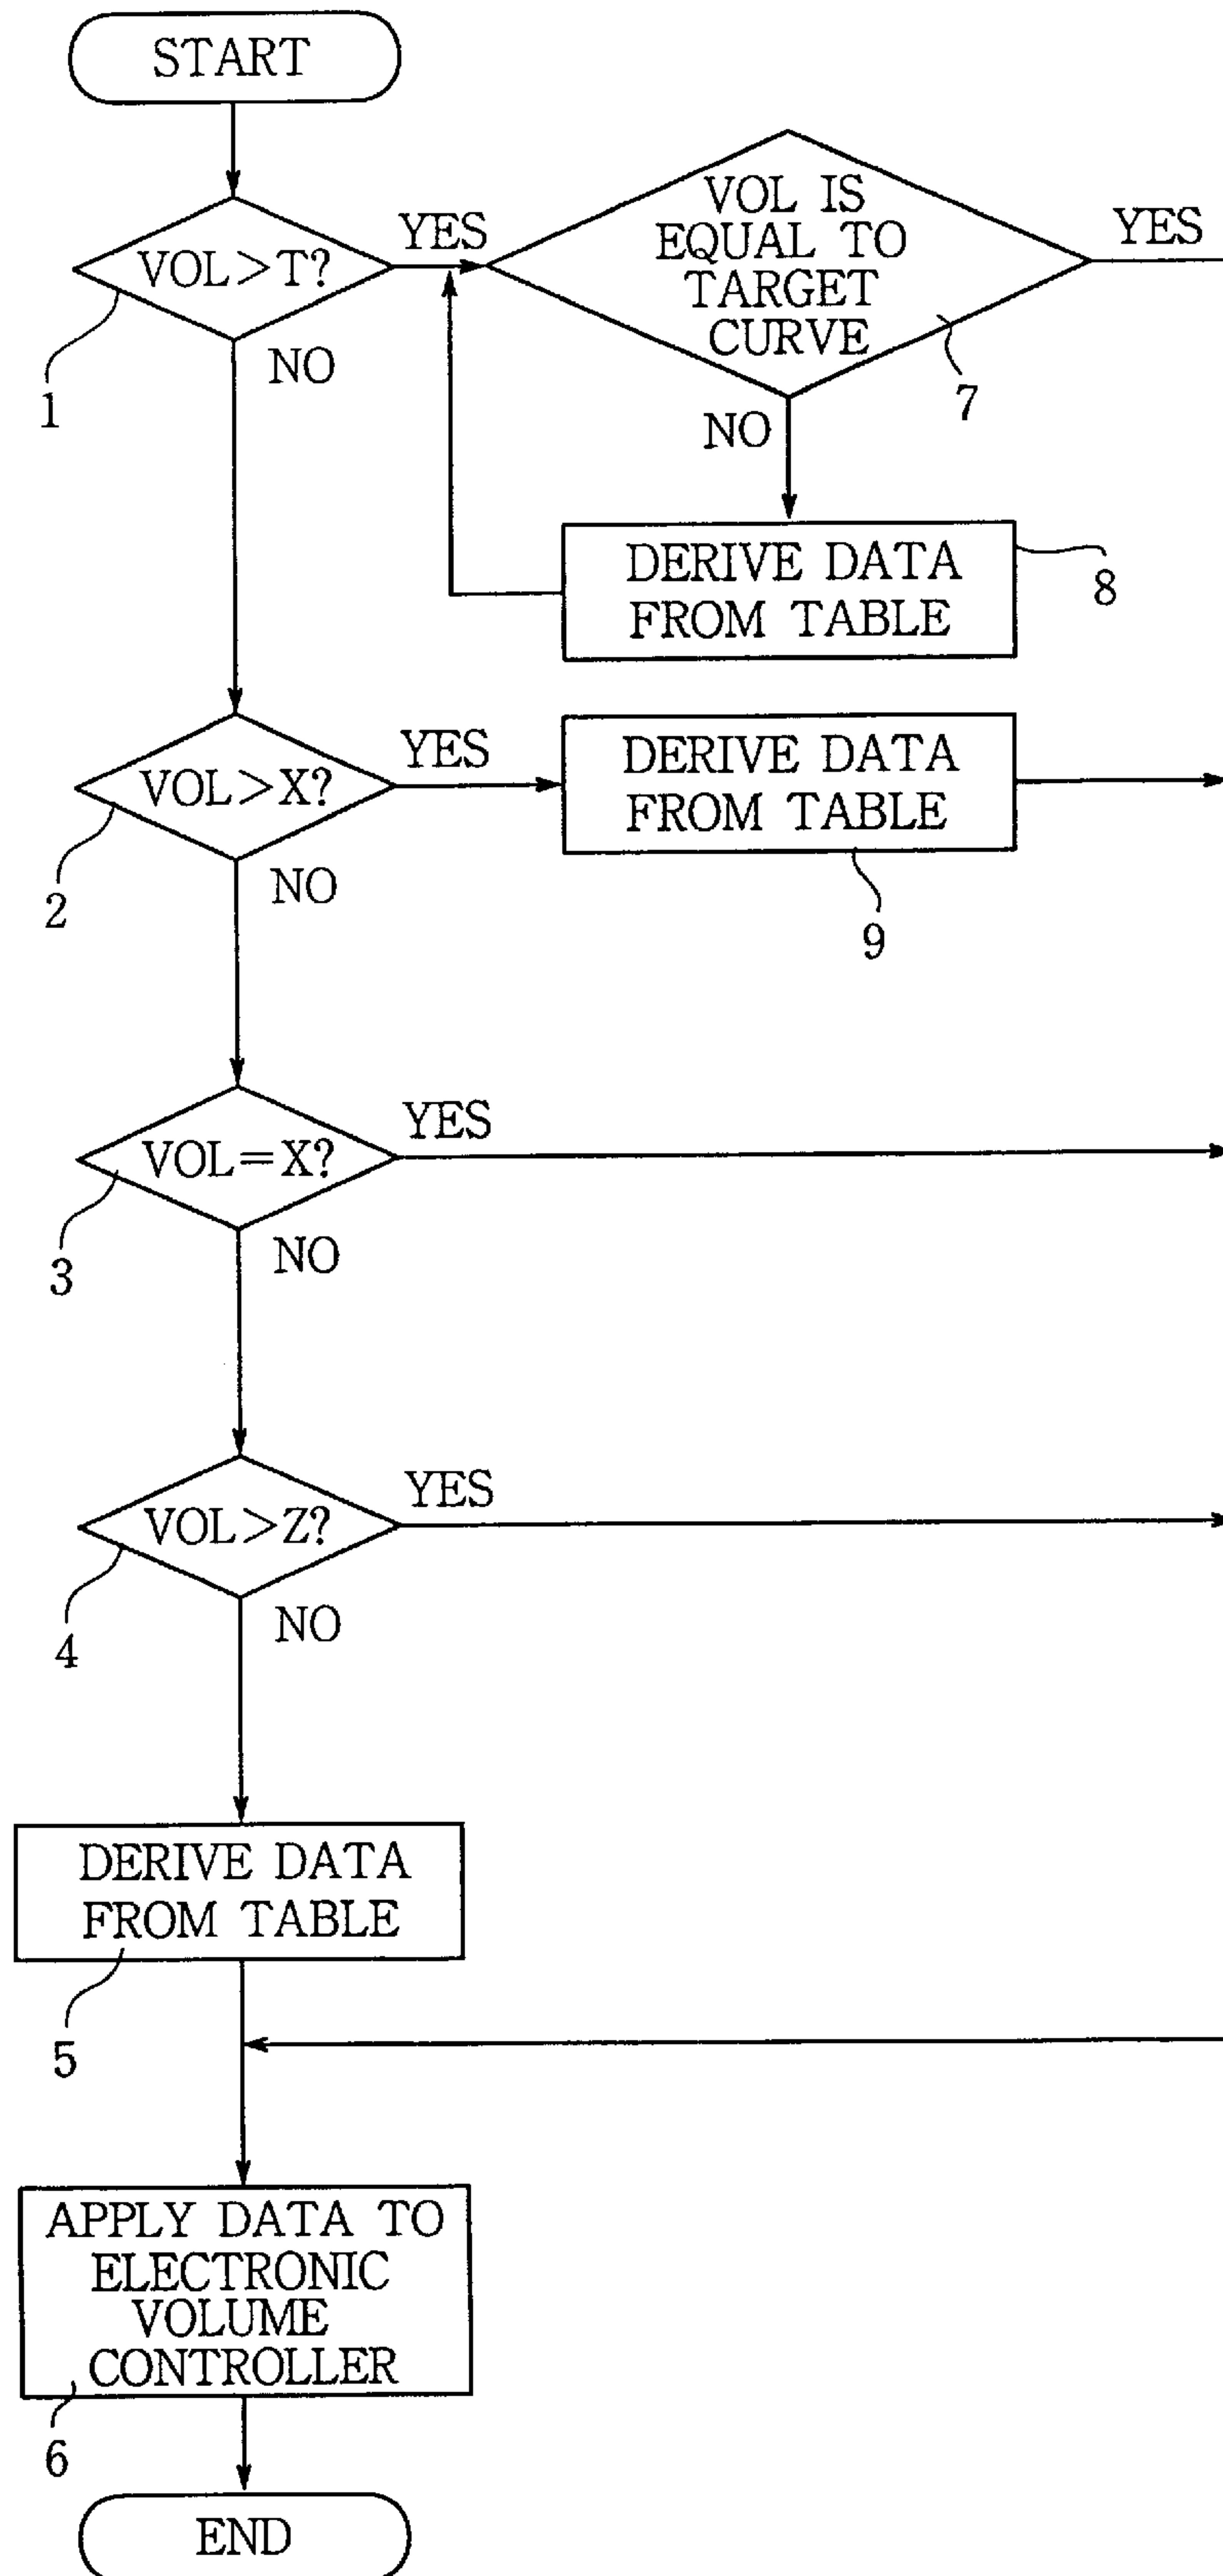 START
VOL>T?
YES
NO
1
VOL IS
EQUAL TO
TARGET
CURVE
YES
7
NO
DERIVE DATA
FROM TABLE
8
VOL>X?
YES
NO
2
DERIVE DATA
FROM TABLE
9
VOL=X?
YES
NO
3
VOL>Z?
YES
NO
4
DERIVE DATA
FROM TABLE
5
APPLY DATA TO
ELECTRONIC
VOLUME
CONTROLLER
6
END